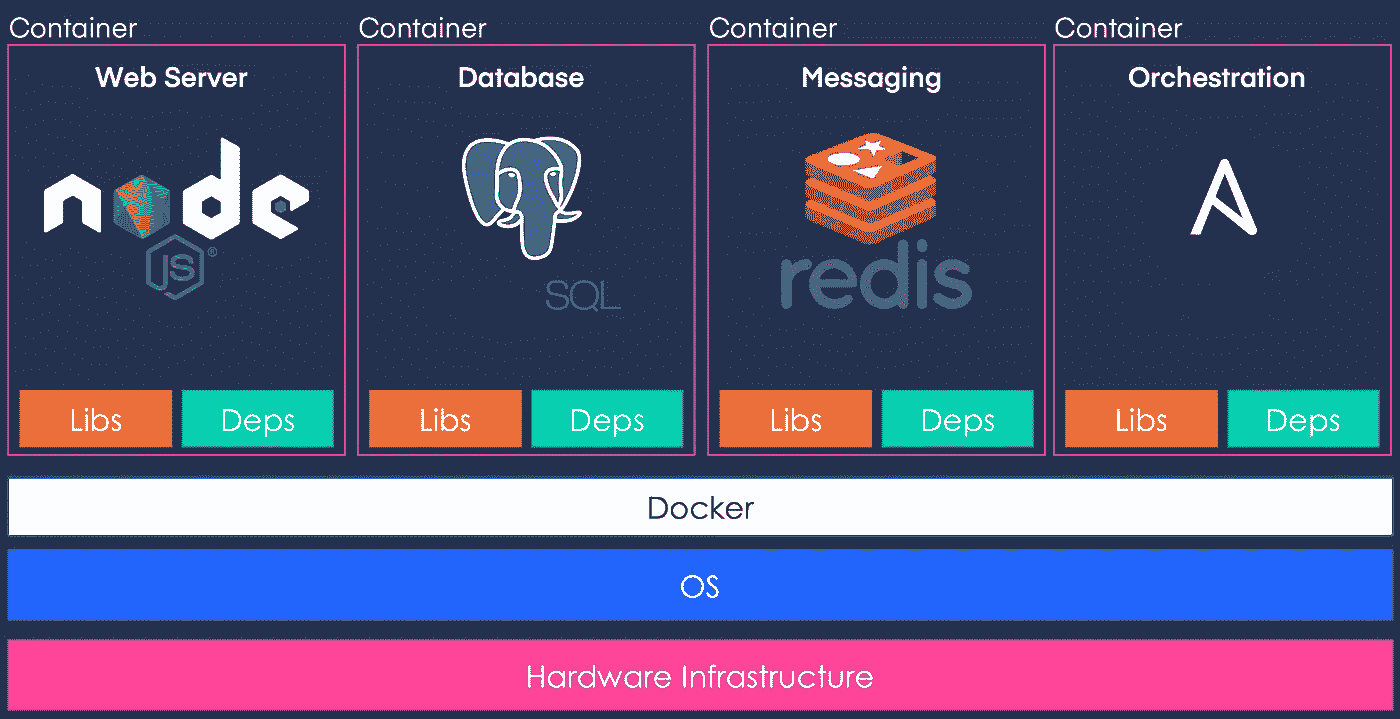 Container
Container
Container
Container
Web Server
Database
Messaging
Orchestration
node
JS®
SQL
redis
Libs
Deps
Libs
Deps
Libs
Deps
Libs
Deps
Docker
OS
Hardware Infrastructure